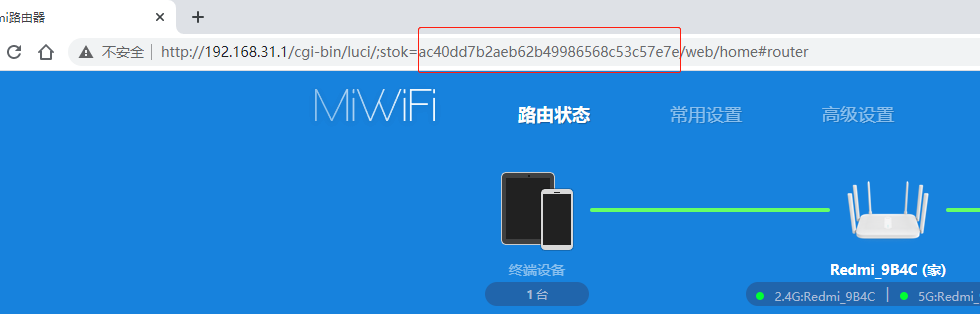 mi路由器
不安全 | http://192.168.31.1/cgi-bin/luci/;stok=ac40dd7b2aeb62b49986568c53c57e7e/web/home#router
MiWiFi 路由状态 常用设置 高级设置
终端设备
1 台
Redmi_9B4C (家)
2.4G:Redmi_9B4C | 5G:Redmi_